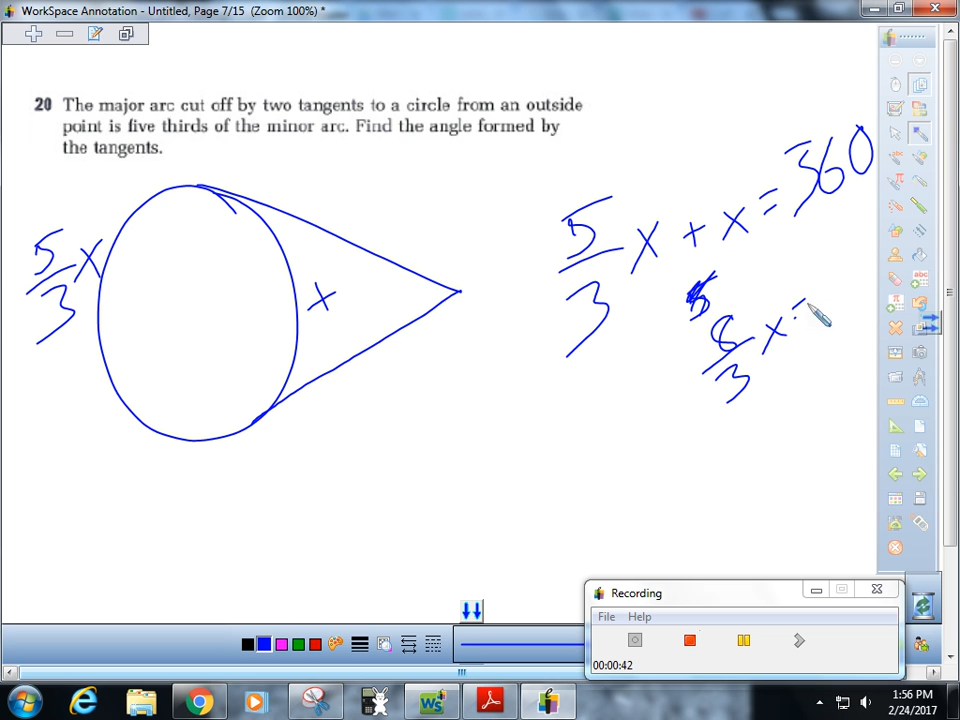 WorkSpace Annotation - Untitled, Page 7/15 (Zoom 100%) *
20 The major arc cut off by two tangents to a circle from an outside
point is five thirds of the minor arc. Find the angle formed by
the tangents.
5/3 x
x
5/3 x + x = 360
8/3 x =
Recording
File Help
00:00:42
1:56 PM
2/24/2017